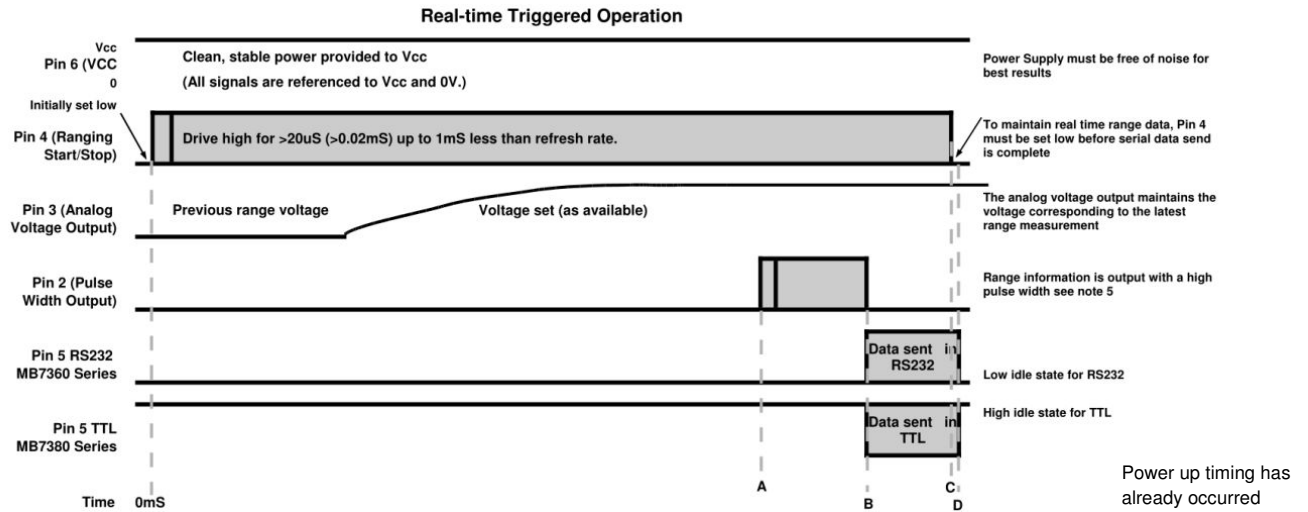 Real-time Triggered Operation
Vcc
Pin 6 (VCC
0
Clean, stable power provided to Vcc
(All signals are referenced to Vcc and 0V.)
Power Supply must be free of noise for
best results
Initially set low
Pin 4 (Ranging
Start/Stop)
Drive high for >20uS (>0.02mS) up to 1mS less than refresh rate.
To maintain real time range data, Pin 4
must be set low before serial data send
is complete
Pin 3 (Analog
Voltage Output)
Previous range voltage
Voltage set (as available)
The analog voltage output maintains the
voltage corresponding to the latest
range measurement
Pin 2 (Pulse
Width Output)
Range information is output with a high
pulse width see note 5
Pin 5 RS232
MB7360 Series
Data sent in
RS232
Low idle state for RS232
Pin 5 TTL
MB7380 Series
Data sent in
TTL
High idle state for TTL
Time 0mS
A
B
C
D
Power up timing has
already occurred